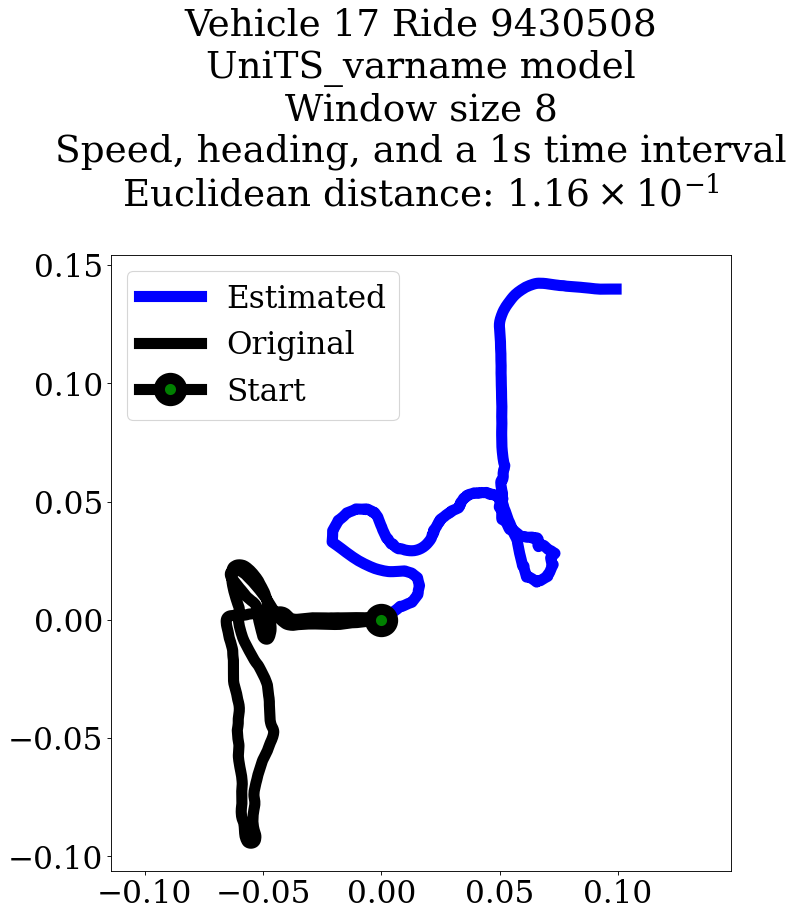 Vehicle 17 Ride 9430508
UniTS_varname model
Window size 8
Speed, heading, and a 1s time interval
Euclidean distance: 1.16 × 10⁻¹
0.15
0.10
0.05
0.00
−0.05
−0.10
Estimated
Original
Start
−0.10
−0.05
0.00
0.05
0.10